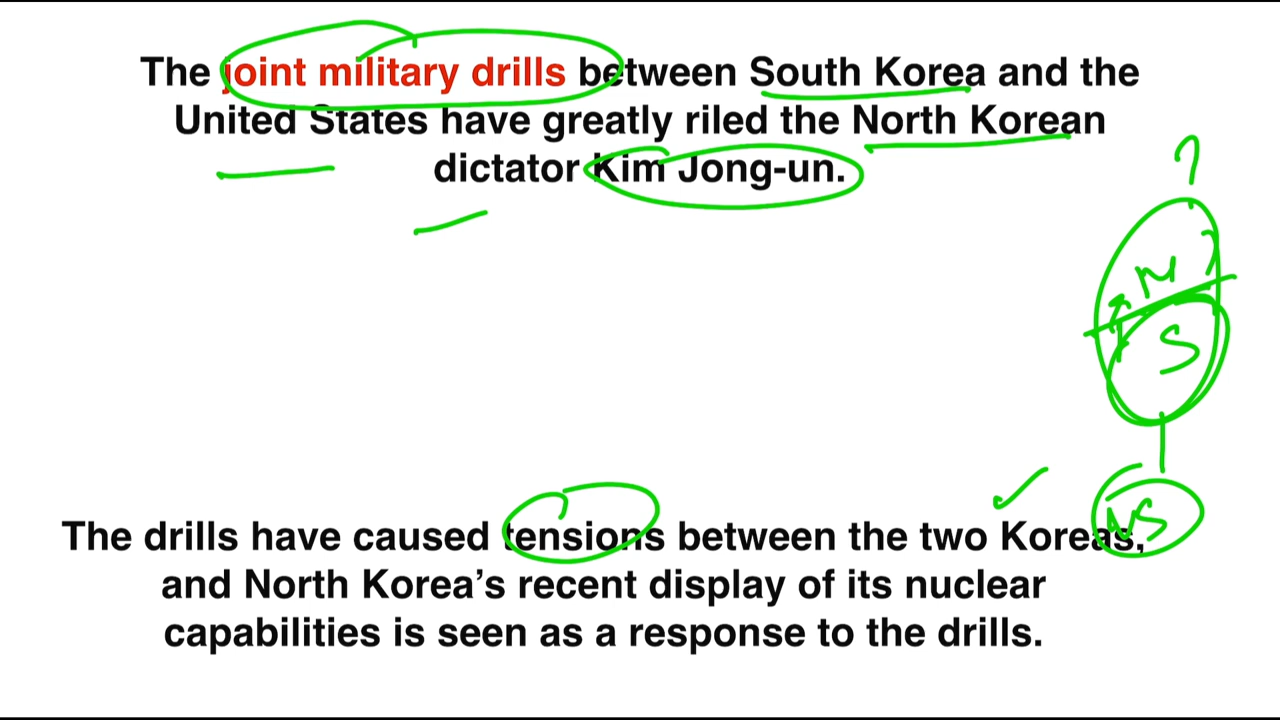 The joint military drills between South Korea and the
United States have greatly riled the North Korean
dictator Kim Jong-un.
?
N
S
The drills have caused tensions between the two Koreas,
US
and North Korea’s recent display of its nuclear
capabilities is seen as a response to the drills.